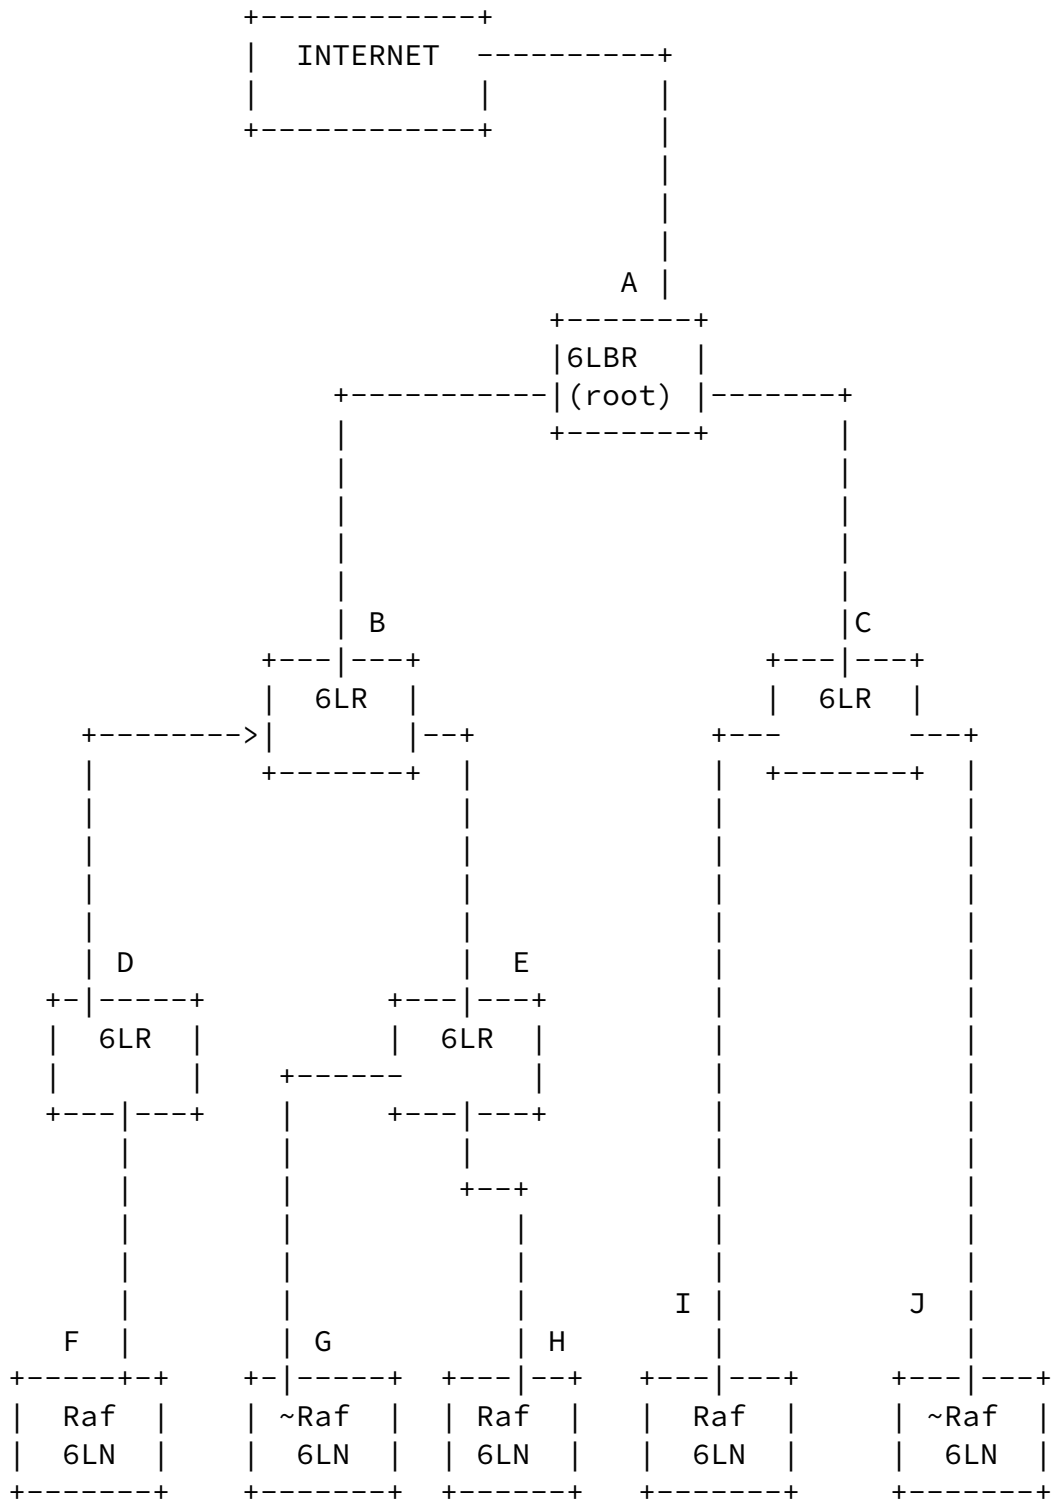 INTERNET
A
6LBR
(root)
B
C
6LR
6LR
D
E
6LR
6LR
I
J
F
G
H
Raf
~Raf
Raf
Raf
~Raf
6LN
6LN
6LN
6LN
6LN